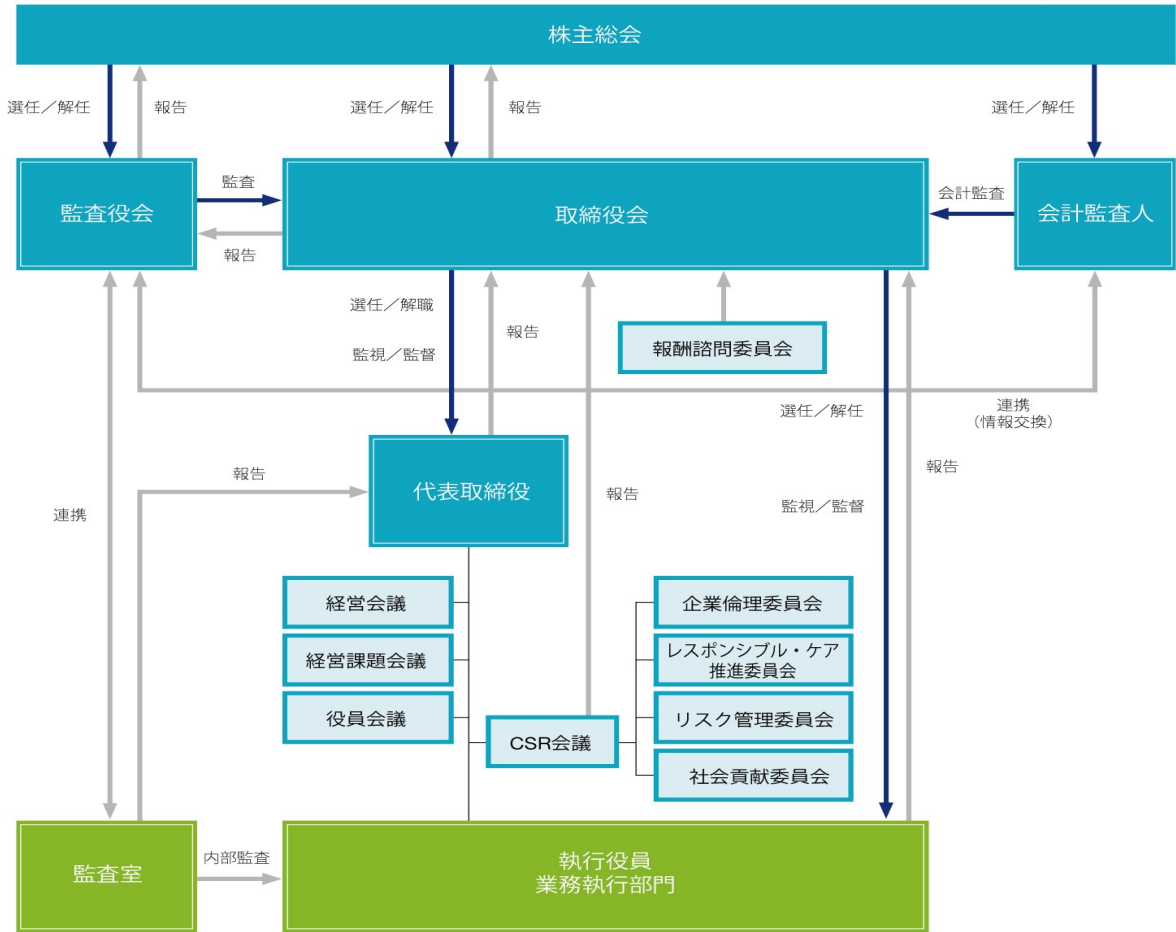 株主総会
選任／解任
報告
選任／解任
報告
選任／解任
監査役会
監査
報告
取締役会
会計監査
会計監査人
選任／解職
監視／監督
報告
報酬諮問委員会
連携
（情報交換）
選任／解任
監視／監督
報告
報告
代表取締役
報告
連携
経営会議
経営課題会議
役員会議
CSR会議
企業倫理委員会
レスポンシブル・ケア
推進委員会
リスク管理委員会
社会貢献委員会
監査室
内部監査
執行役員
業務執行部門